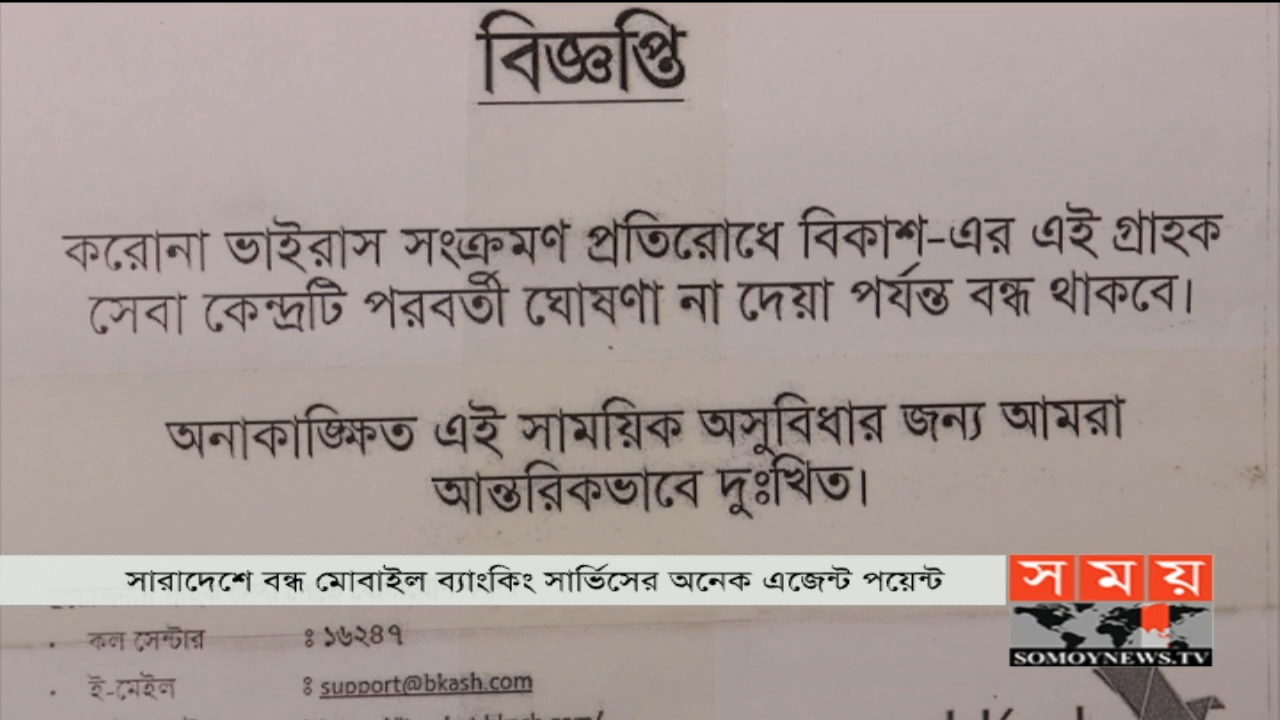 বিজ্ঞপ্তি
করোনা ভাইরাস সংক্রমণ প্রতিরোধে বিকাশ-এর এই গ্রাহক
সেবা কেন্দ্রটি পরবর্তী ঘোষণা না দেয়া পর্যন্ত বন্ধ থাকবে।
অনাকাঙ্ক্ষিত এই সাময়িক অসুবিধার জন্য আমরা
আন্তরিকভাবে দুঃখিত।
সারাদেশে বন্ধ মোবাইল ব্যাংকিং সার্ভিসের অনেক এজেন্ট পয়েন্ট
সময়
SOMOYNEWS.TV
· কল সেন্টার ঃ ১৬২৪৭
· ই-মেইল ঃ support@bkash.com